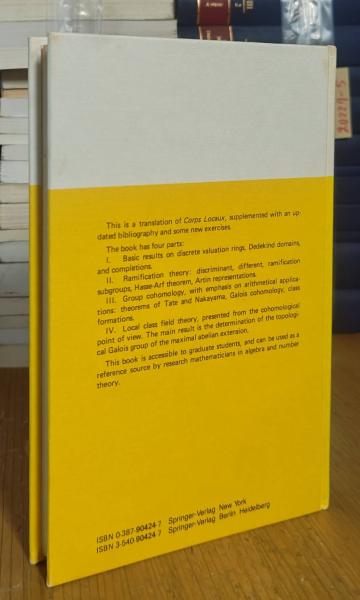 This is a translation of Corps Locaux, supplemented with an up-
dated bibliography and some new exercises.
The book has four parts:
I. Basic results on discrete valuation rings, Dedekind domains,
and completions.
II. Ramification theory: discriminant, different, ramification
subgroups, Hasse-Arf theorem, Artin representations.
III. Group cohomology, with emphasis on arithmetical applica-
tions: theorems of Tate and Nakayama, Galois cohomology, class
formations.
IV. Local class field theory, presented from the cohomological
point of view. The main result is the determination of the topologi-
cal Galois group of the maximal abelian extension.
This book is accessible to graduate students, and can be used as a
reference source by research mathematicians in algebra and number
theory.
ISBN 0-387-90424-7 Springer-Verlag New York
ISBN 3-540-90424-7 Springer-Verlag Berlin Heidelberg